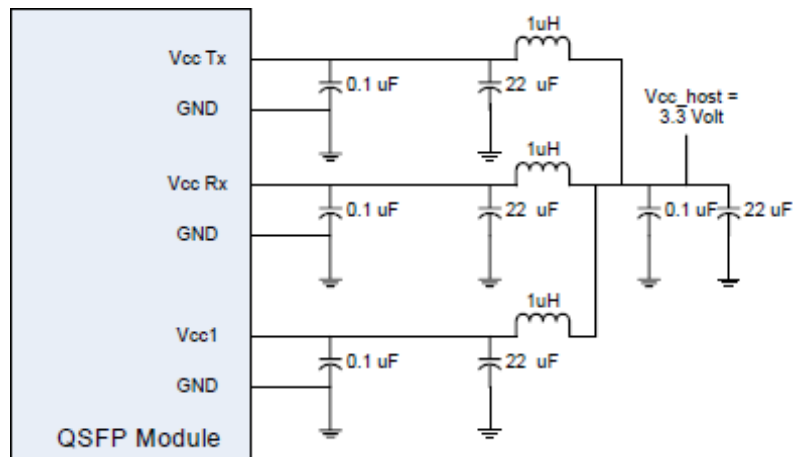 1uH
Vcc Tx
0.1 uF
22 uF
GND
Vcc_host =
3.3 Volt
1uH
Vcc Rx
0.1 uF
22 uF
0.1 uF
22 uF
GND
1uH
Vcc1
0.1 uF
22 uF
GND
QSFP Module